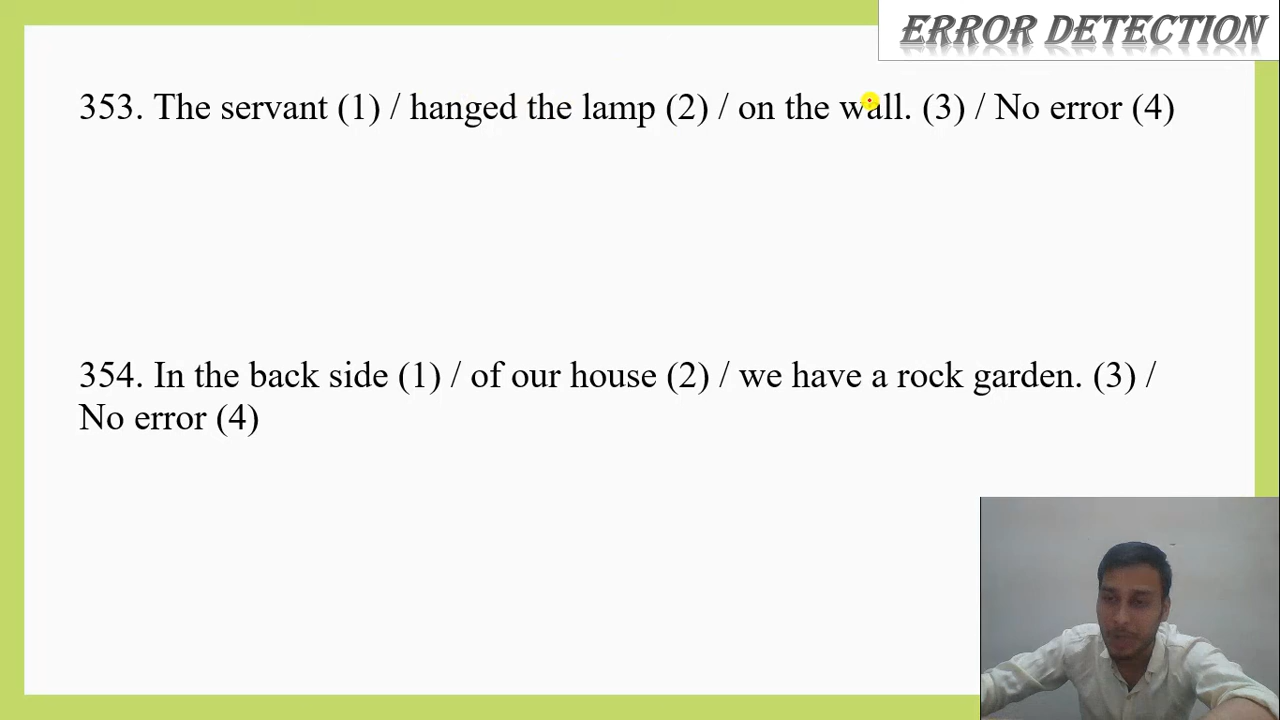 ERROR DETECTION
353. The servant (1) / hanged the lamp (2) / on the wall. (3) / No error (4)
354. In the back side (1) / of our house (2) / we have a rock garden. (3) /
No error (4)